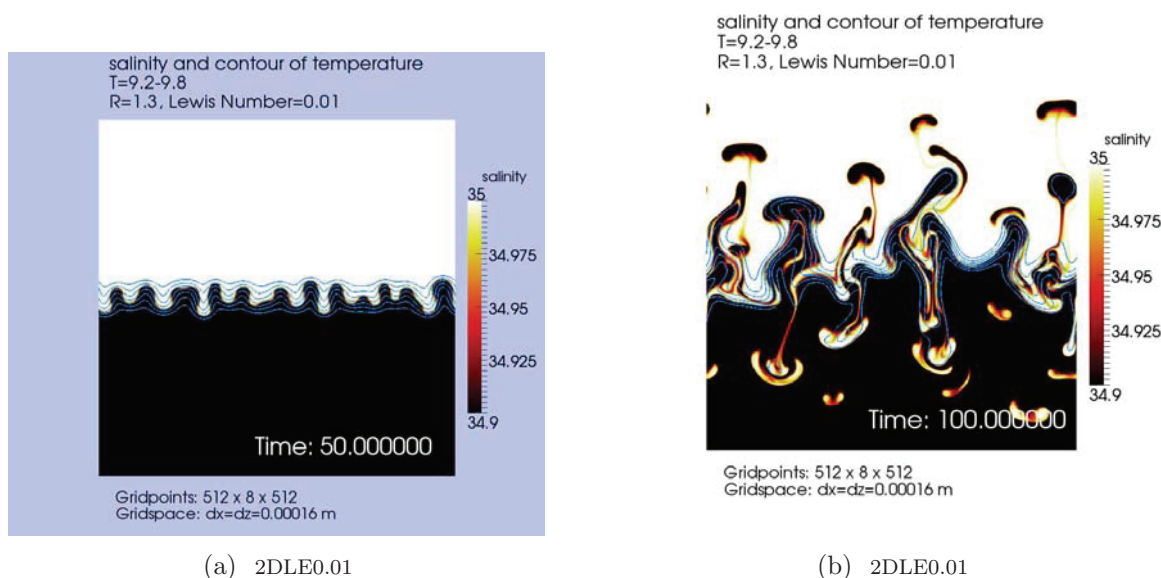 salinity and contour of temperature
T=9.2-9.8
R=1.3, Lewis Number=0.01
salinity
35
34.975
34.95
34.925
34.9
Time: 50.000000
Gridpoints: 512 x 8 x 512
Gridspace: dx=dz=0.00016 m
(a) 2DLE0.01
salinity and contour of temperature
T=9.2-9.8
R=1.3, Lewis Number=0.01
salinity
35
34.975
34.95
34.925
34.9
Time: 100.000000
Gridpoints: 512 x 8 x 512
Gridspace: dx=dz=0.00016 m
(b) 2DLE0.01